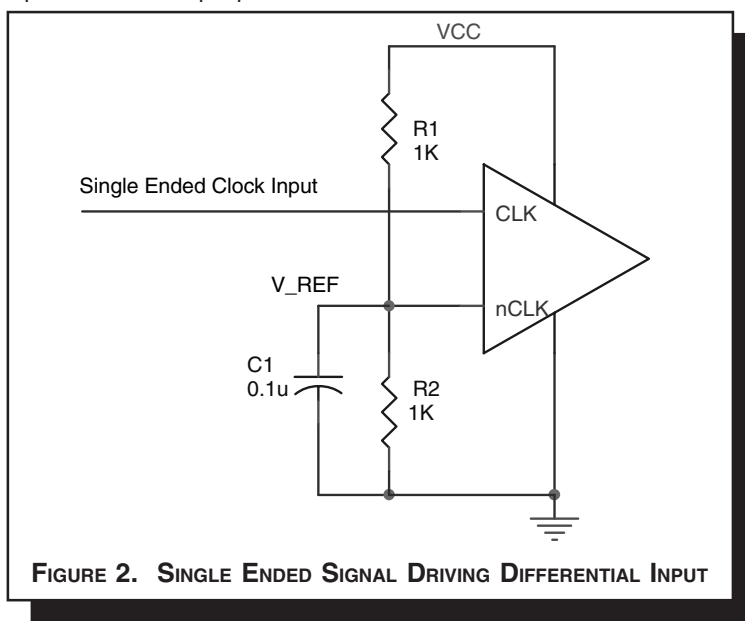 VCC
R1
1K
Single Ended Clock Input
CLK
V_REF
nCLK
C1
0.1u
R2
1K
FIGURE 2. SINGLE ENDED SIGNAL DRIVING DIFFERENTIAL INPUT